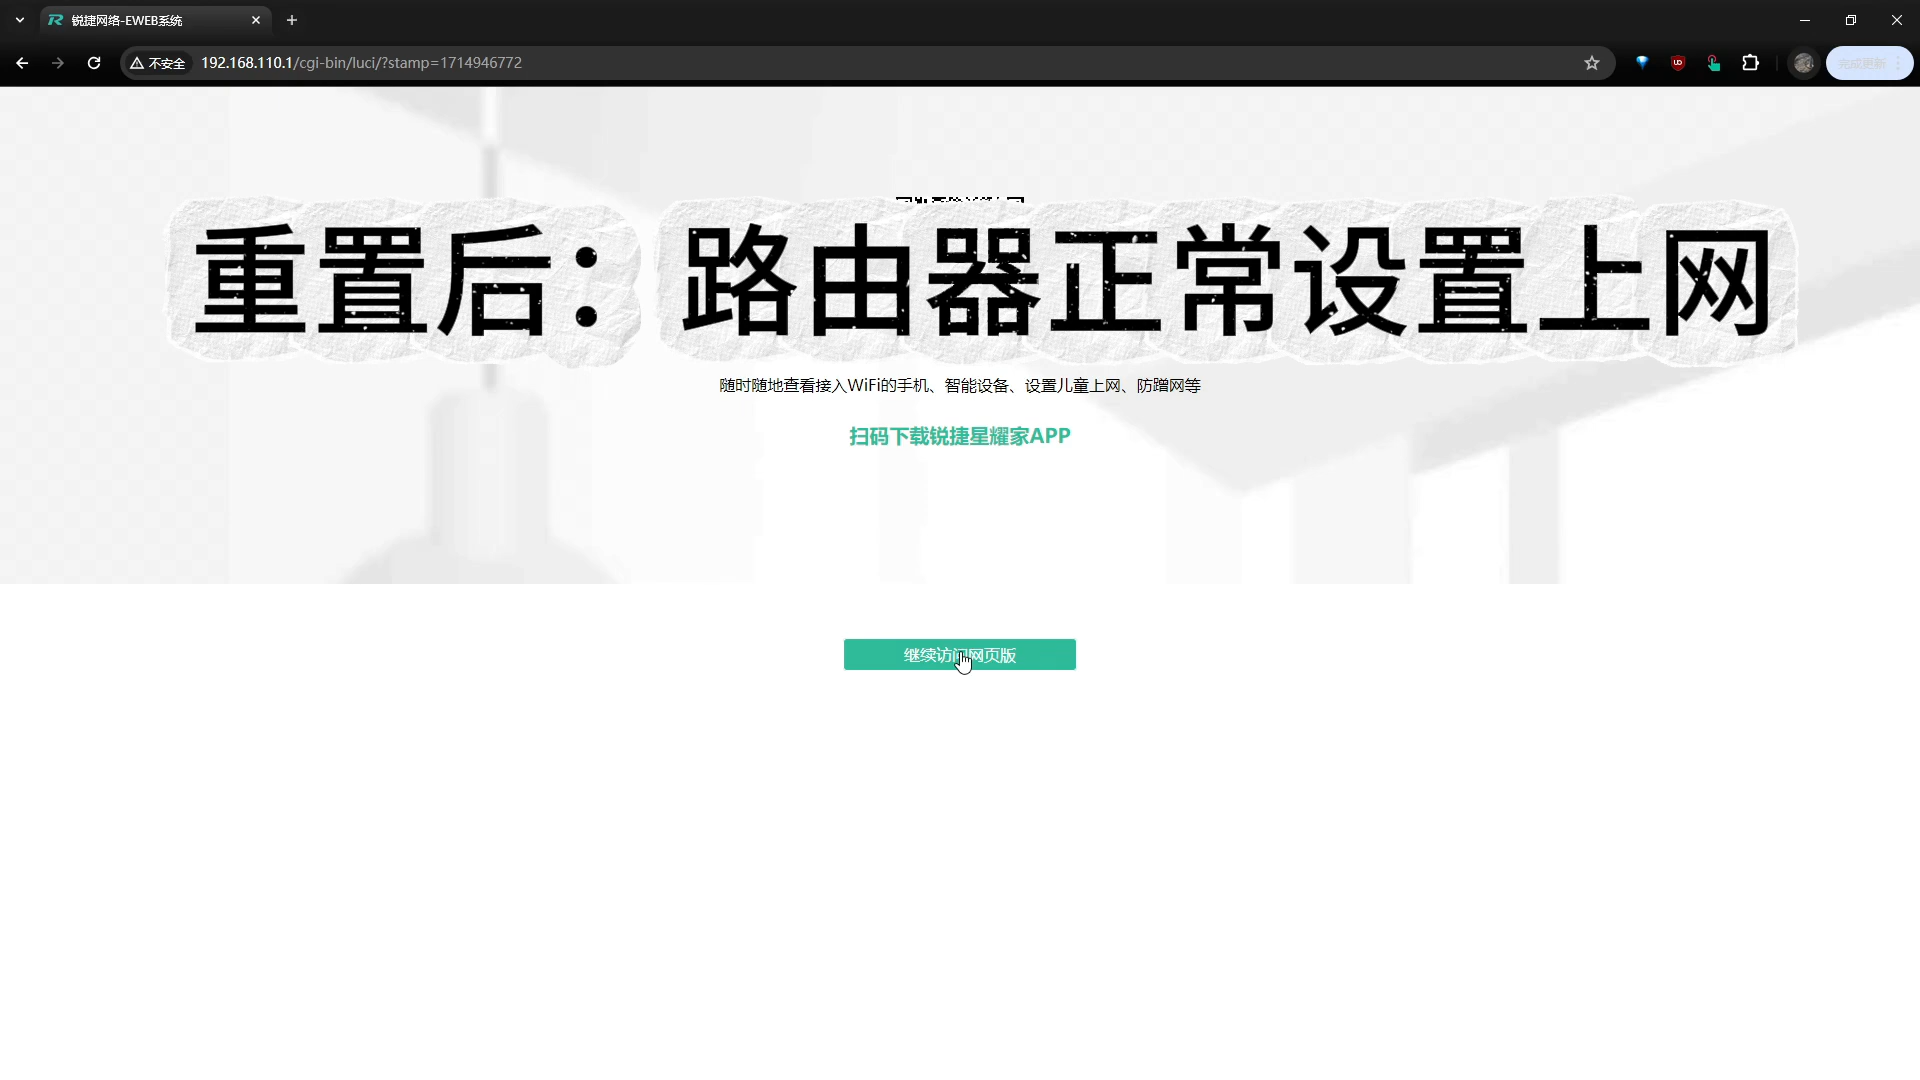 锐捷网络-EWEB系统
不安全
192.168.110.1/cgi-bin/luci/?stamp=1714946772
完成更新
重置后：路由器正常设置上网
随时随地查看接入WiFi的手机、智能设备、设置儿童上网、防蹭网等
扫码下载锐捷星耀家APP
继续访问网页版